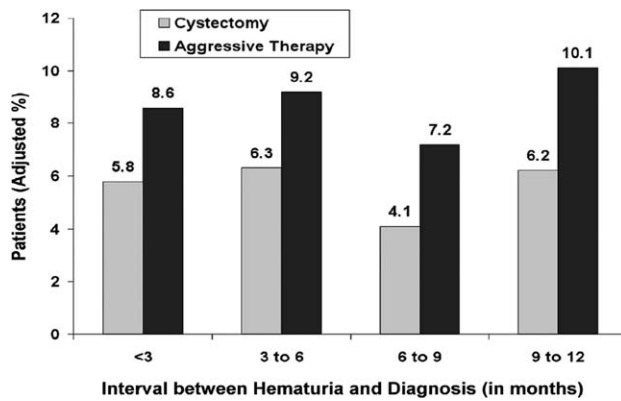 12
Cystectomy
Aggressive Therapy
10
8
6
4
2
0
Patients (Adjusted %)
5.8
8.6
6.3
9.2
4.1
7.2
6.2
10.1
<3
3 to 6
6 to 9
9 to 12
Interval between Hematuria and Diagnosis (in months)